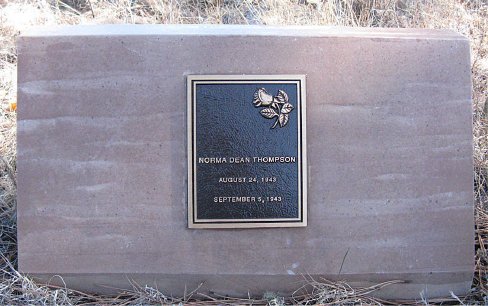 NORMA DEAN THOMPSON
AUGUST 24, 1943
SEPTEMBER 5, 1943